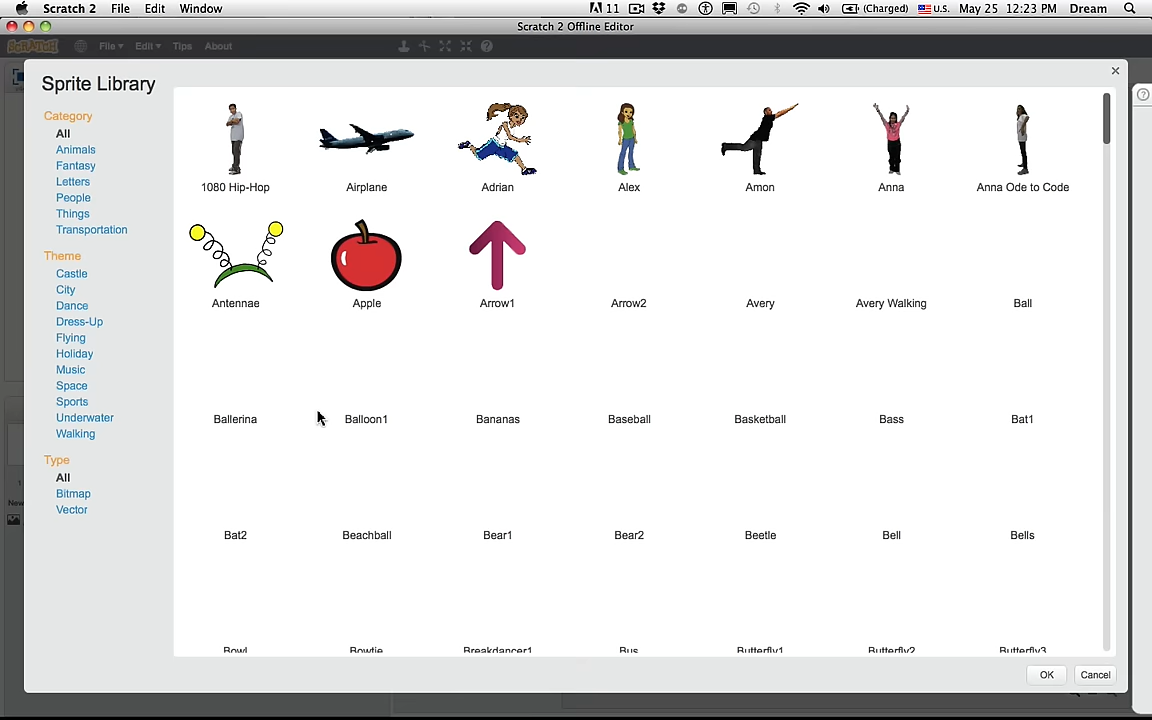 Scratch 2 File Edit Window 11 (Charged) U.S. May 25 12:23 PM Dream
Scratch 2 Offline Editor
SCRATCH File Edit Tips About
Sprite Library
Category
All
Animals
Fantasy
Letters
People
Things
Transportation
Theme
Castle
City
Dance
Dress-Up
Flying
Holiday
Music
Space
Sports
Underwater
Walking
Type
All
Bitmap
Vector
1080 Hip-Hop Airplane Adrian Alex Amon Anna Anna Ode to Code
Antennae Apple Arrow1 Arrow2 Avery Avery Walking Ball
Ballerina Balloon1 Bananas Baseball Basketball Bass Bat1
Bat2 Beachball Bear1 Bear2 Beetle Bell Bells
Bowl Bowtie Breakdancer1 Bus Butterfly1 Butterfly2 Butterfly3
OK Cancel
New
1